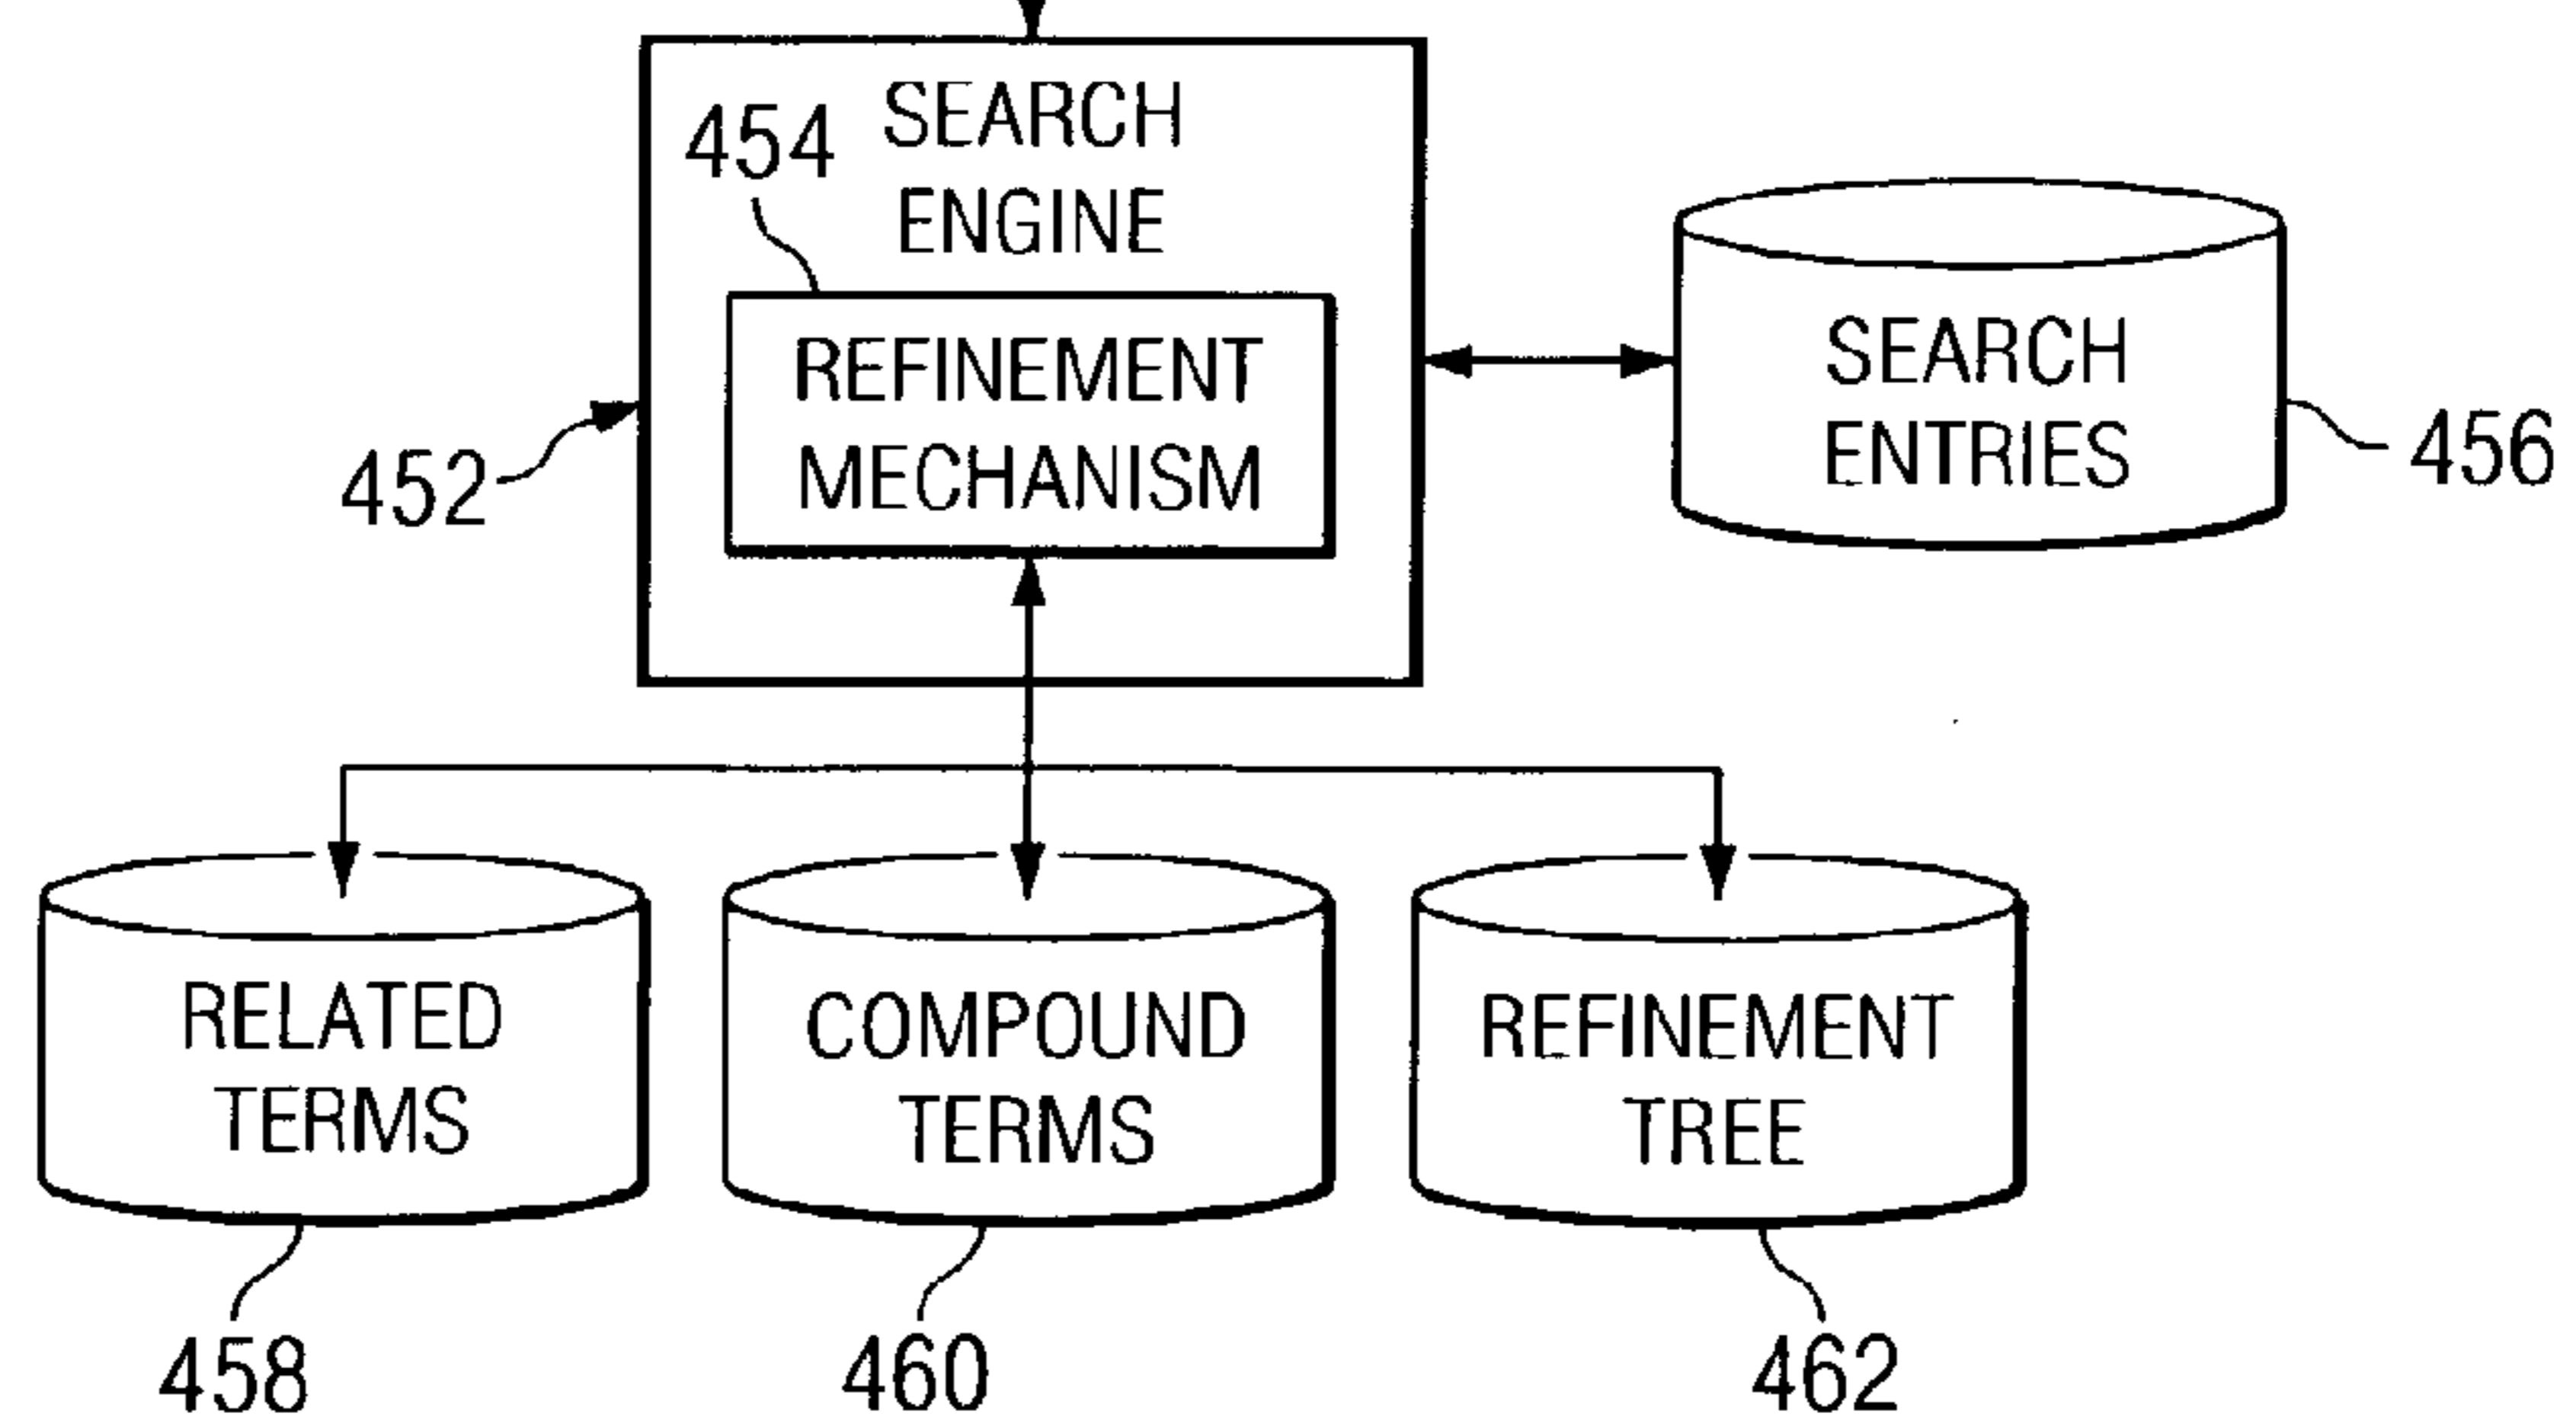 SEARCH
ENGINE
454
REFINEMENT
MECHANISM
452
SEARCH
ENTRIES
456
RELATED
TERMS
458
COMPOUND
TERMS
460
REFINEMENT
TREE
462